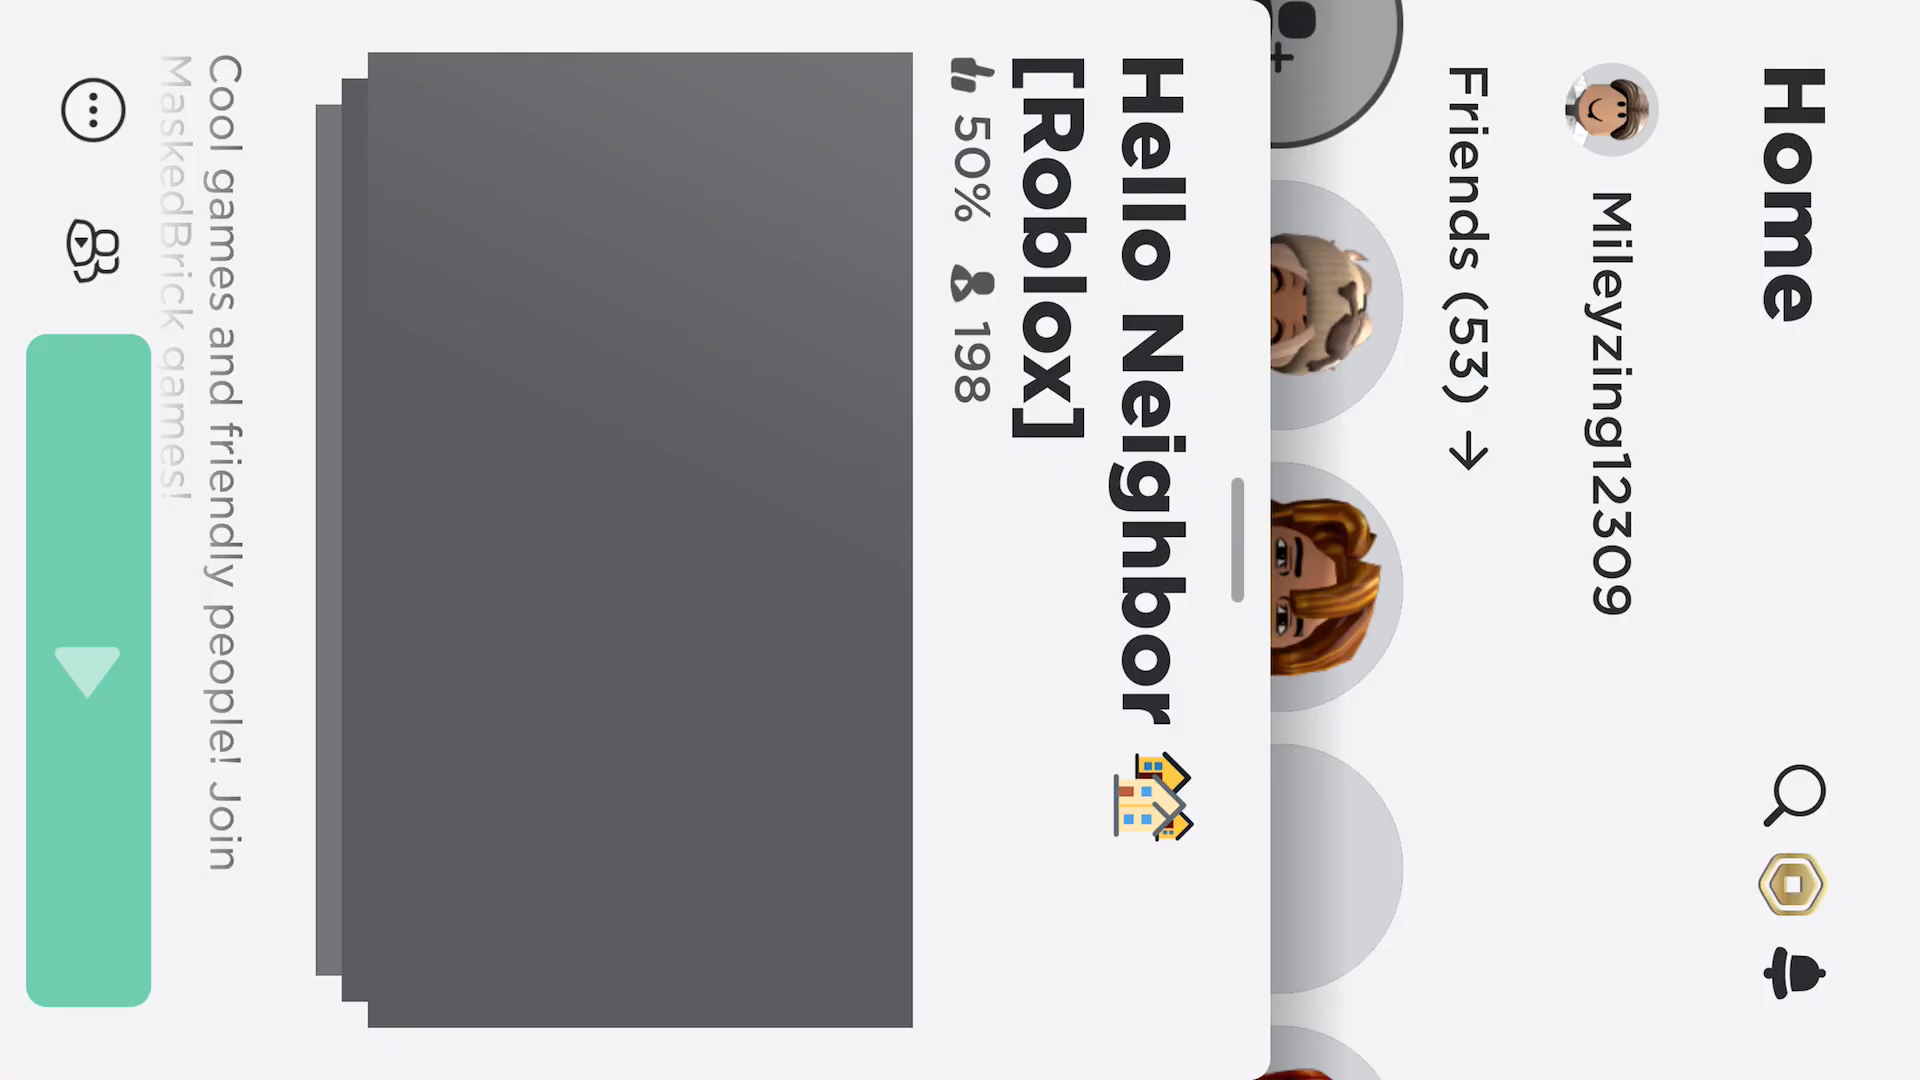 Home
Mileyzing12309
Friends (53) →
Hello Neighbor 🏘️
[Roblox]
50% 198
Cool games and friendly people! Join
MaskedBrick games!